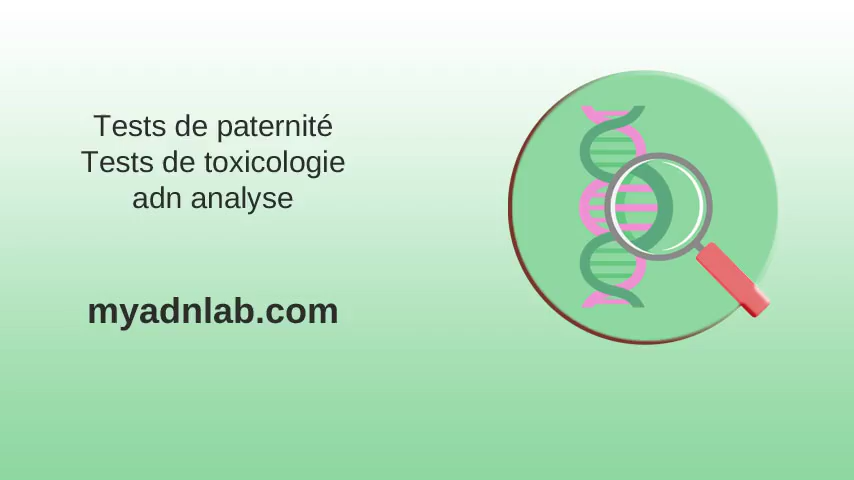 Tests de paternité
Tests de toxicologie
adn analyse
myadnlab.com